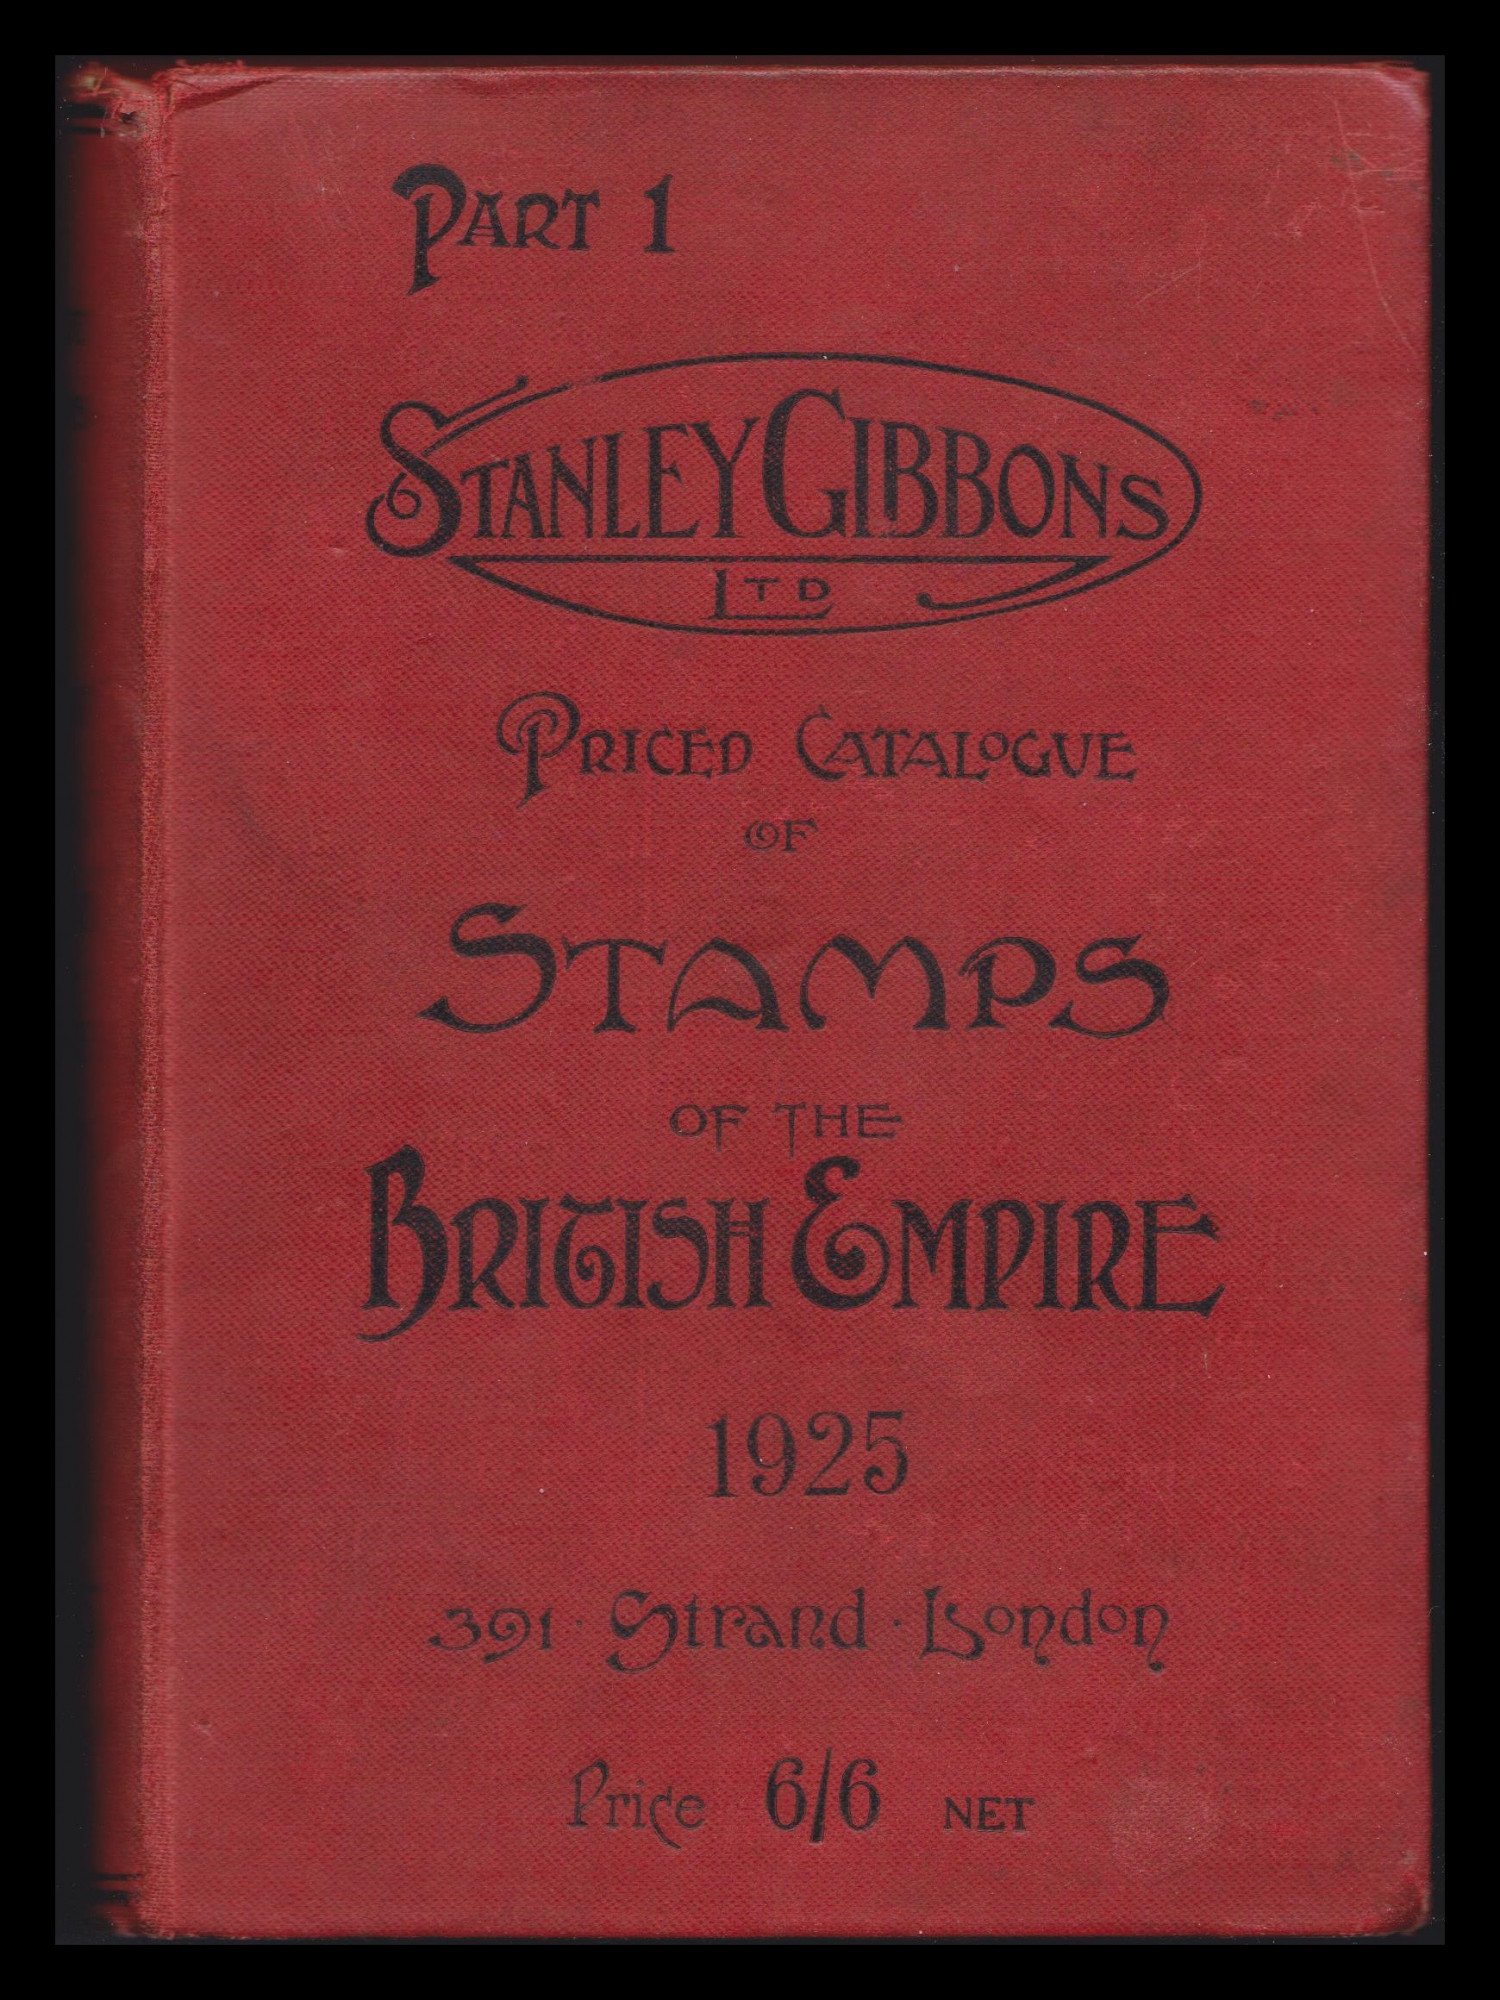 PART 1
STANLEY GIBBONS
LTD
PRICED CATALOGUE
OF
STAMPS
OF THE
BRITISH EMPIRE
1925
391 · Strand · London
Price 6/6 NET